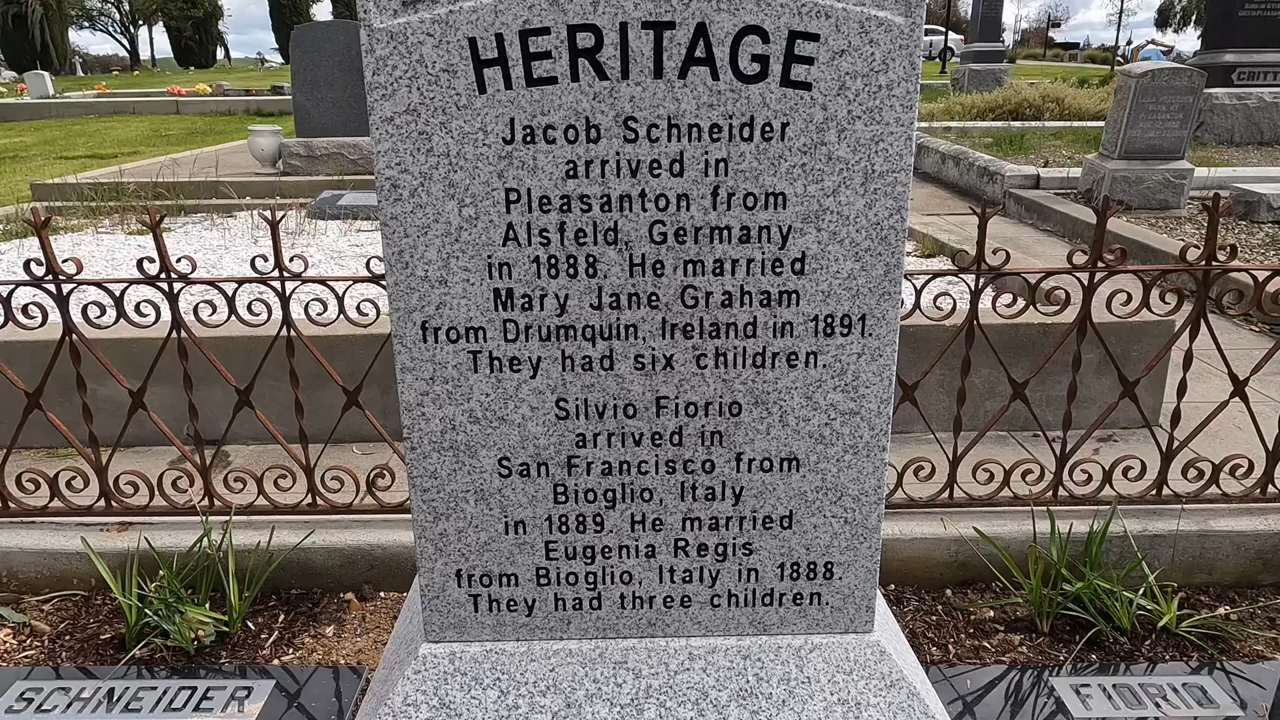 HERITAGE
Jacob Schneider
arrived in
Pleasanton from
Alsfeld, Germany
in 1888. He married
Mary Jane Graham
from Drumquin, Ireland in 1891.
They had six children.
Silvio Fiorio
arrived in
San Francisco from
Bioglio, Italy
in 1889. He married
Eugenia Regis
from Bioglio, Italy in 1888.
They had three children.
SCHNEIDER
FIORIO
CRITT